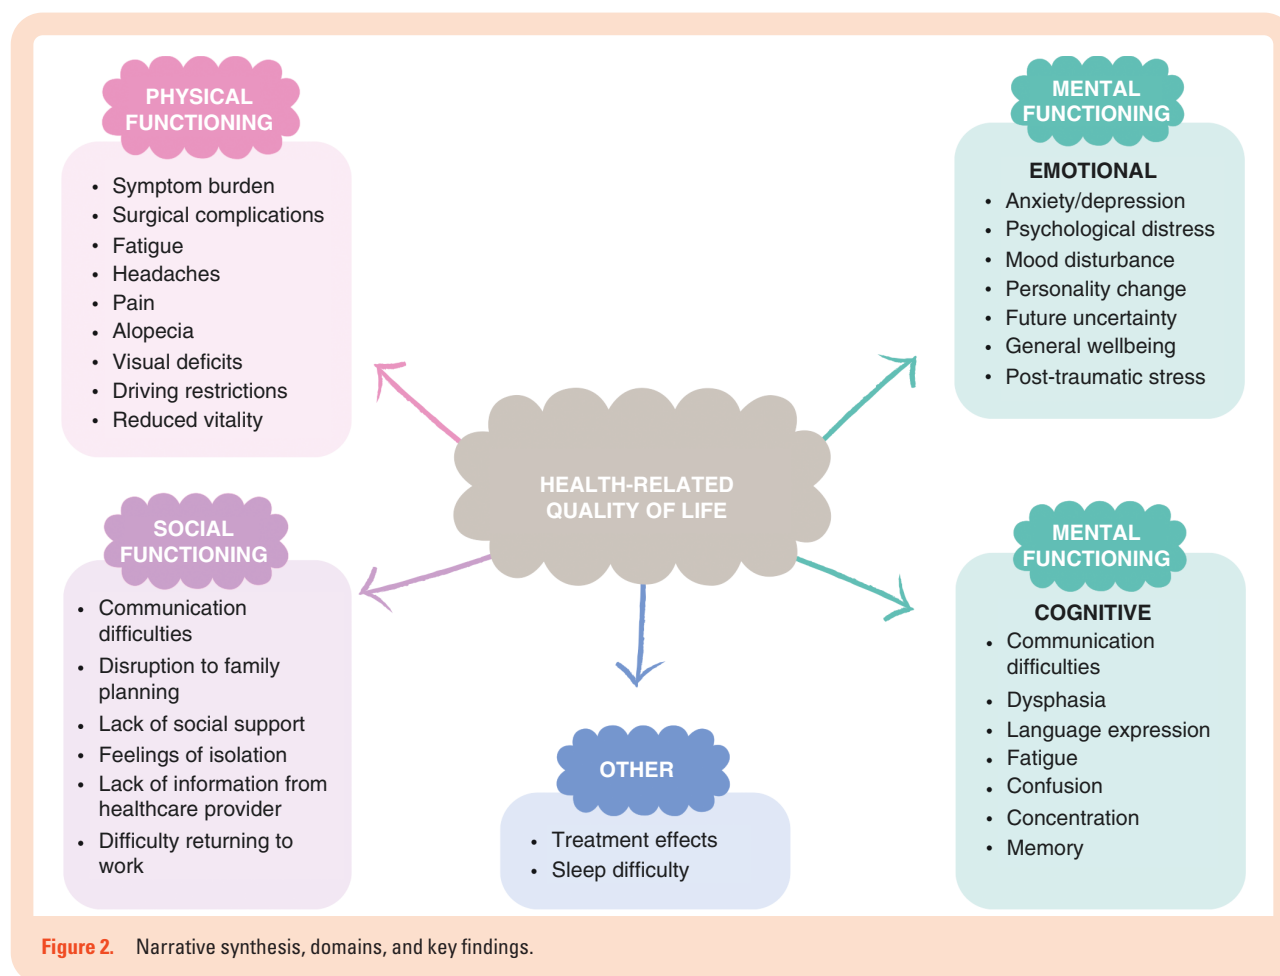 PHYSICAL
FUNCTIONING
• Symptom burden
• Surgical complications
• Fatigue
• Headaches
• Pain
• Alopecia
• Visual deficits
• Driving restrictions
• Reduced vitality
MENTAL
FUNCTIONING
EMOTIONAL
• Anxiety/depression
• Psychological distress
• Mood disturbance
• Personality change
• Future uncertainty
• General wellbeing
• Post-traumatic stress
HEALTH-RELATED
QUALITY OF LIFE
SOCIAL
FUNCTIONING
• Communication
difficulties
• Disruption to family
planning
• Lack of social support
• Feelings of isolation
• Lack of information from
healthcare provider
• Difficulty returning to
work
OTHER
• Treatment effects
• Sleep difficulty
MENTAL
FUNCTIONING
COGNITIVE
• Communication
difficulties
• Dysphasia
• Language expression
• Fatigue
• Confusion
• Concentration
• Memory
Figure 2. Narrative synthesis, domains, and key findings.